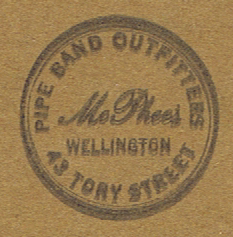 PIPE BAND OUTFITTERS
McPhees
WELLINGTON
43 TORY STREET